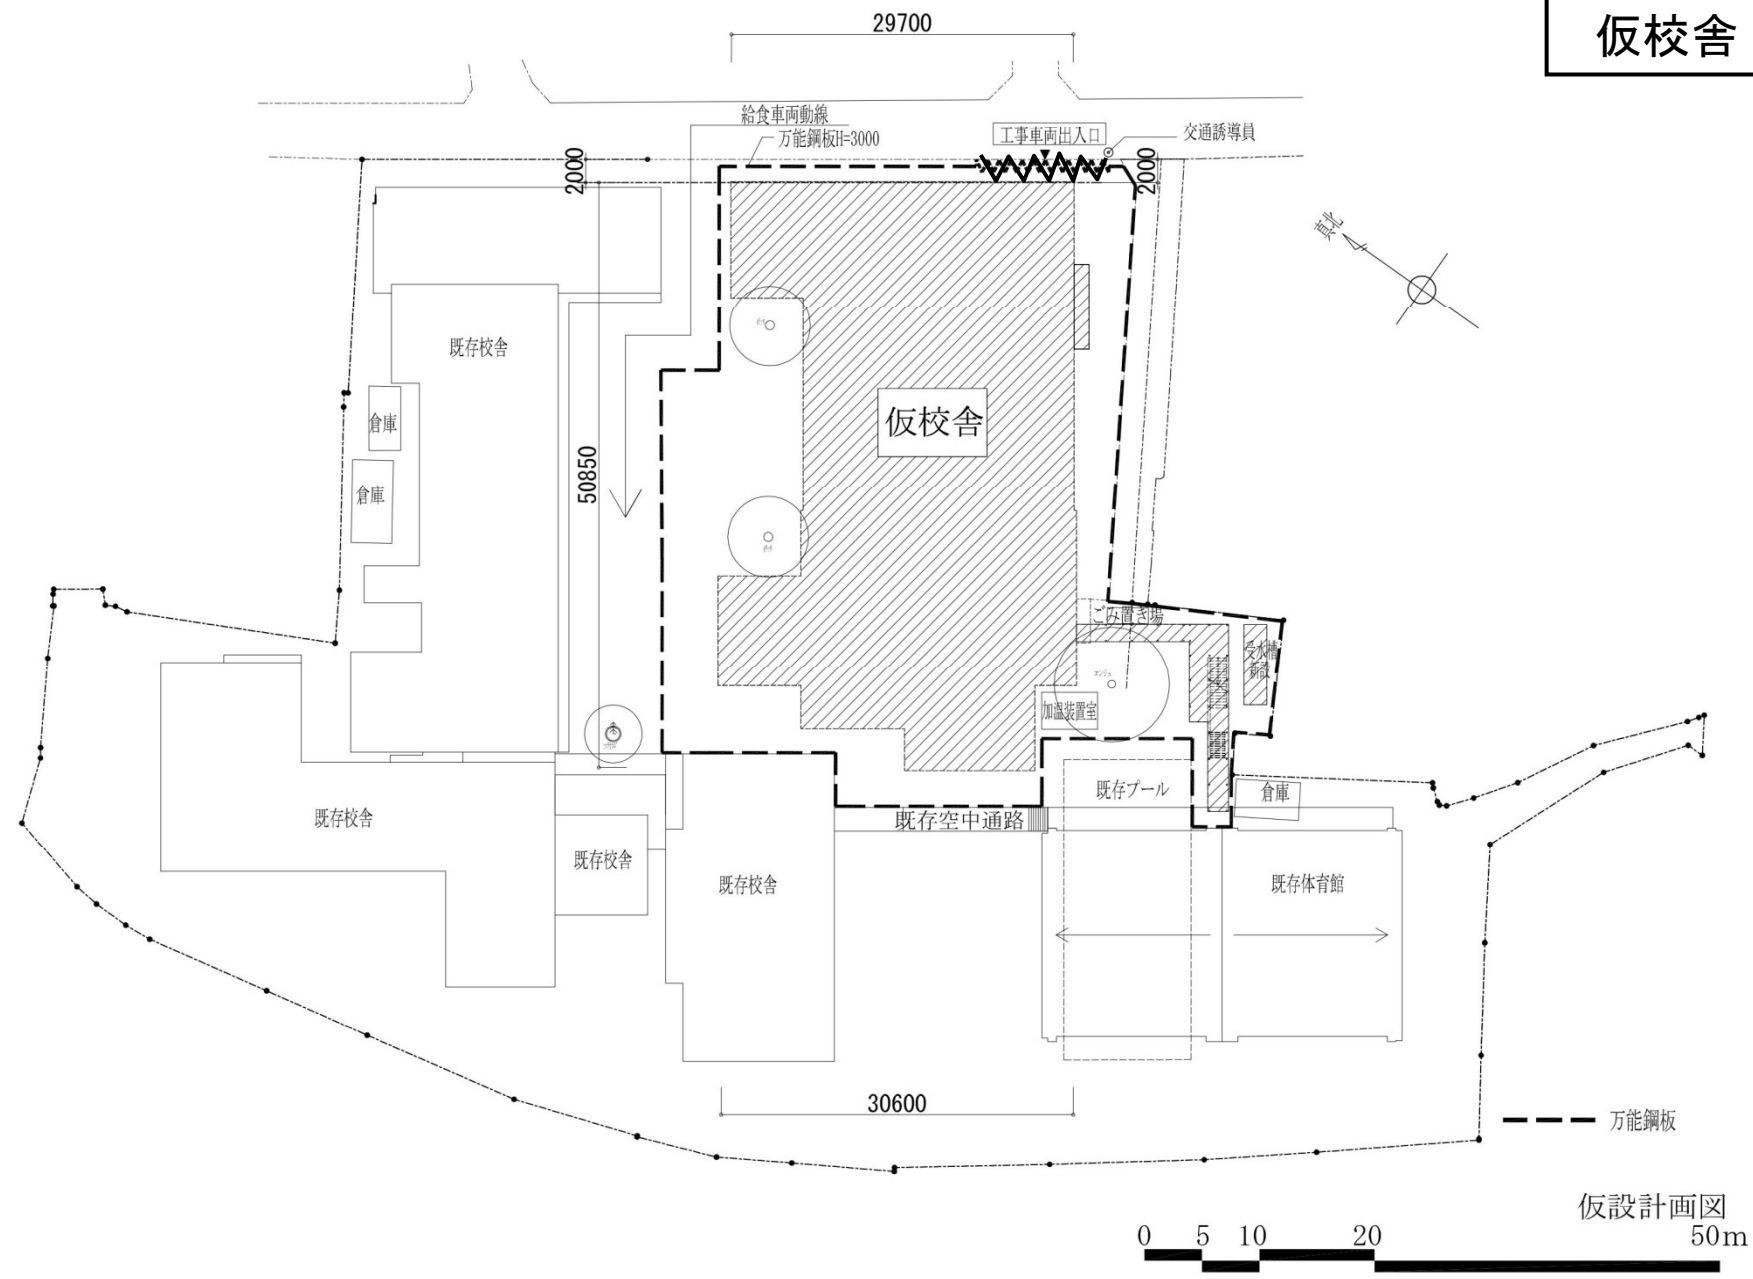 仮校舎
29700
給食車両動線
万能鋼板H=3000
工事車両出入口
交通誘導員
2000
2000
真北
既存校舎
倉庫
倉庫
仮校舎
50850
ごみ置き場
受水槽
新設
エンジュ
加温装置室
既存プール
倉庫
既存空中通路
既存校舎
既存校舎
既存校舎
既存体育館
30600
万能鋼板
仮設計画図
0 5 10 20 50m